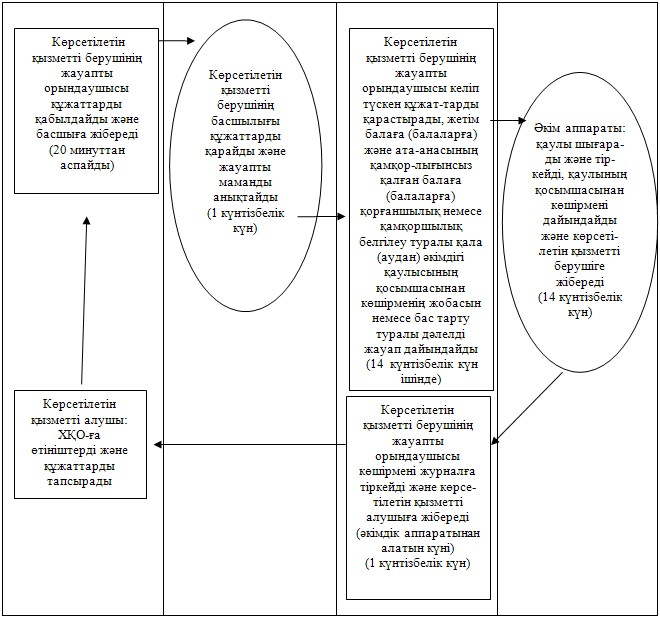 Көрсетілетін
қызметті берушінің
жауапты
орындаушысы
құжаттарды
қабылдайды және
басшыға жібереді
(20 минуттан
аспайды)
Көрсетілетін
қызметті
берушінің
басшылығы
құжаттарды
қарайды және
жауапты
маманды
анықтайды
(1 күнтізбелік
күн)
Көрсетілетін
қызметті берушінің
жауапты
орындаушысы келіп
түскен құжат-тарды
қарастырады, жетім
балаға (балаларға)
және ата-анасының
қамқор-лығынсыз
қалған балаға
(балаларға)
қорғаншылық немесе
қамқоршылық
белгілеу туралы қала
(аудан) әкімдігі
қаулысының
қосымшасынан
көшірменің жобасын
немесе бас тарту
туралы дәлелді
жауап дайындайды
(14 күнтізбелік күн
ішінде)
Әкім аппараты:
қаулы шығара-
ды және тір-
кейді, қаулының
қосымшасынан
көшірмені
дайындайды
және көрсеті-
летін қызметті
берушіге
жібереді
(14 күнтізбелік
күн)
Көрсетілетін
қызметті алушы:
ХҚО-ға
өтініштерді және
құжаттарды
тапсырады
Көрсетілетін
қызметті берушінің
жауапты
орындаушысы
көшірмені журналға
тіркейді және көрсе-
тілетін қызметті
алушыға жібереді
(әкімдік аппаратынан
алатын күні)
(1 күнтізбелік күн)